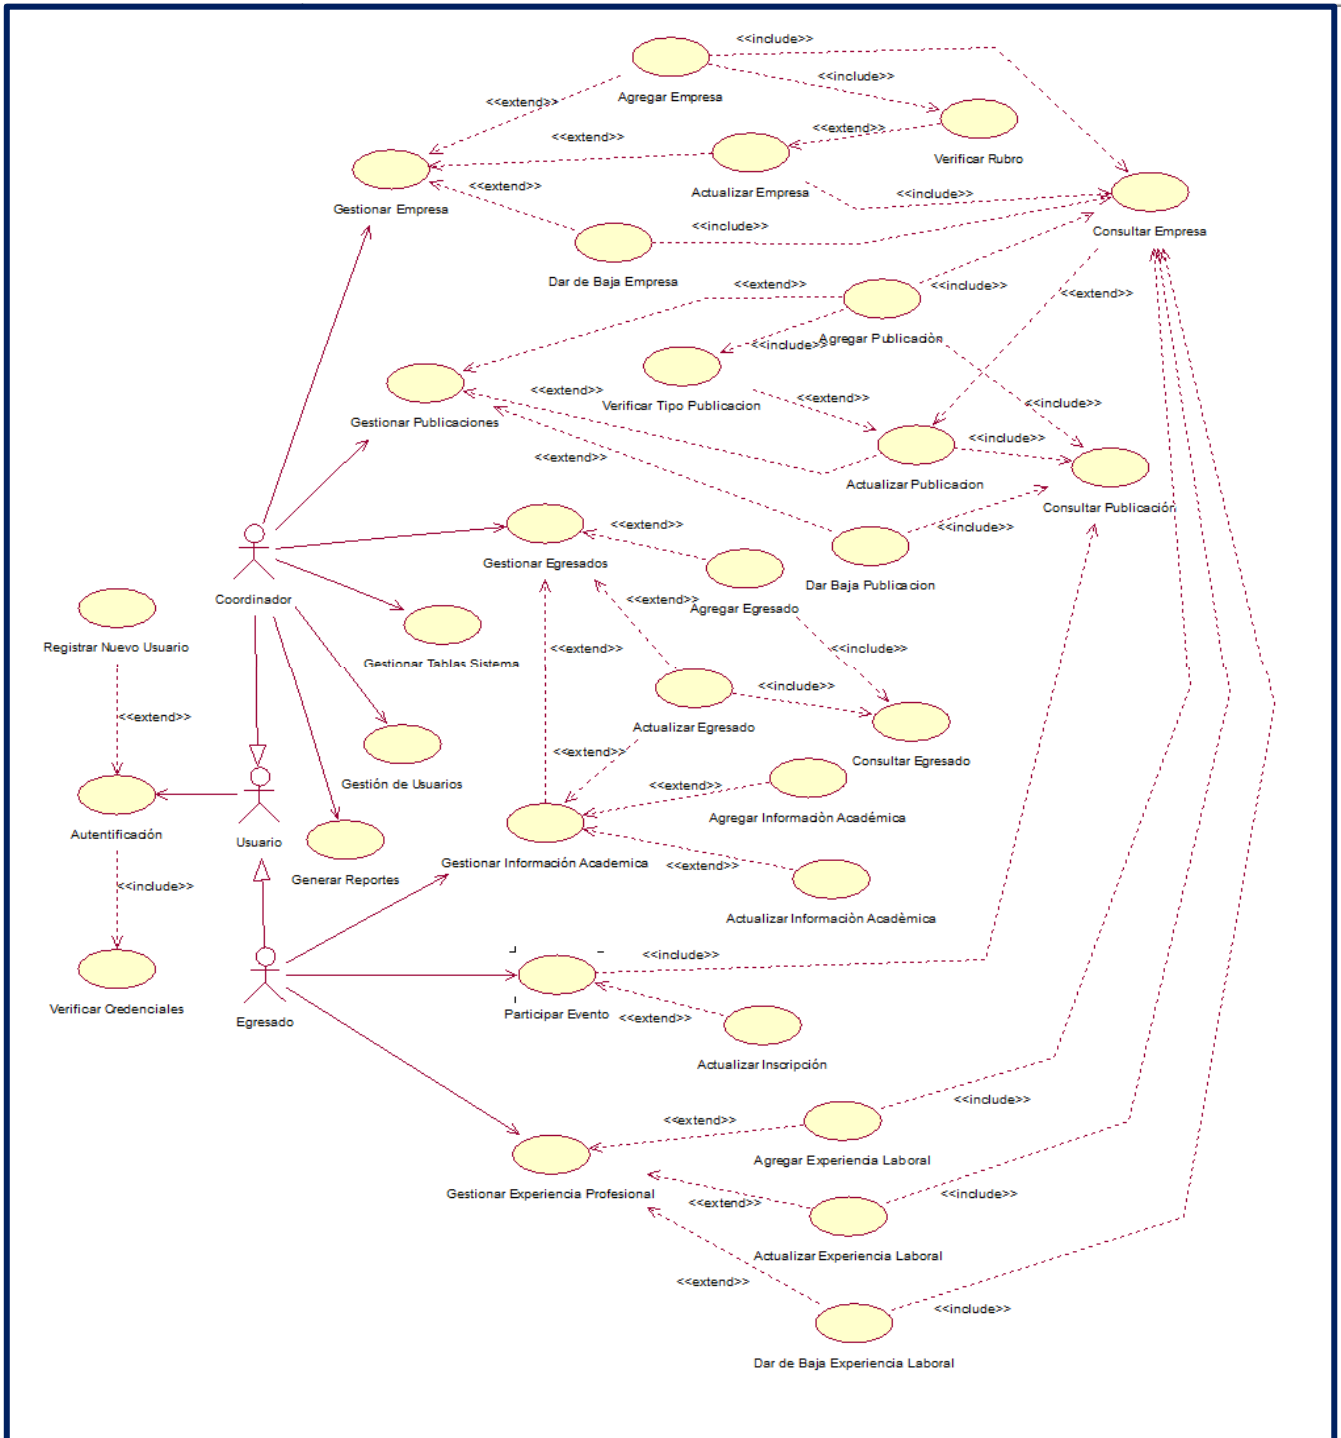 <<include>>
Agregar Empresa
<<include>>
<<extend>>
<<extend>>
<<extend>>
Verificar Rubro
<<extend>>
Actualizar Empresa
<<include>>
Gestionar Empresa
<<include>>
Consultar Empresa
Dar de Baja Empresa
<<extend>>
<<include>>
<<extend>>
Agregar Publicaciòn
<<include>>
<<extend>>
Verificar Tipo Publicacion
<<extend>>
<<include>>
Gestionar Publicaciones
<<include>>
<<extend>>
Actualizar Publicacion
Consultar Publicación
<<extend>>
<<include>>
Gestionar Egresados
Dar Baja Publicacion
Coordinador
Agregar Egresado
<<extend>>
Registrar Nuevo Usuario
<<extend>>
<<include>>
Gestionar Tablas Sistema
<<include>>
<<extend>>
Actualizar Egresado
<<extend>>
Consultar Egresado
Gestión de Usuarios
<<extend>>
Agregar Informaciòn Acadèmica
Autentificación
Usuario
Gestionar Información Academica
<<extend>>
Generar Reportes
<<include>>
Actualizar Informaciòn Acadèmica
<<include>>
Verificar Credenciales
Participar Evento
<<extend>>
Egresado
Actualizar Inscripción
<<include>>
<<extend>>
Agregar Experiencia Laboral
Gestionar Experiencia Profesional
<<extend>>
<<include>>
Actualizar Experiencia Laboral
<<extend>>
<<include>>
Dar de Baja Experiencia Laboral